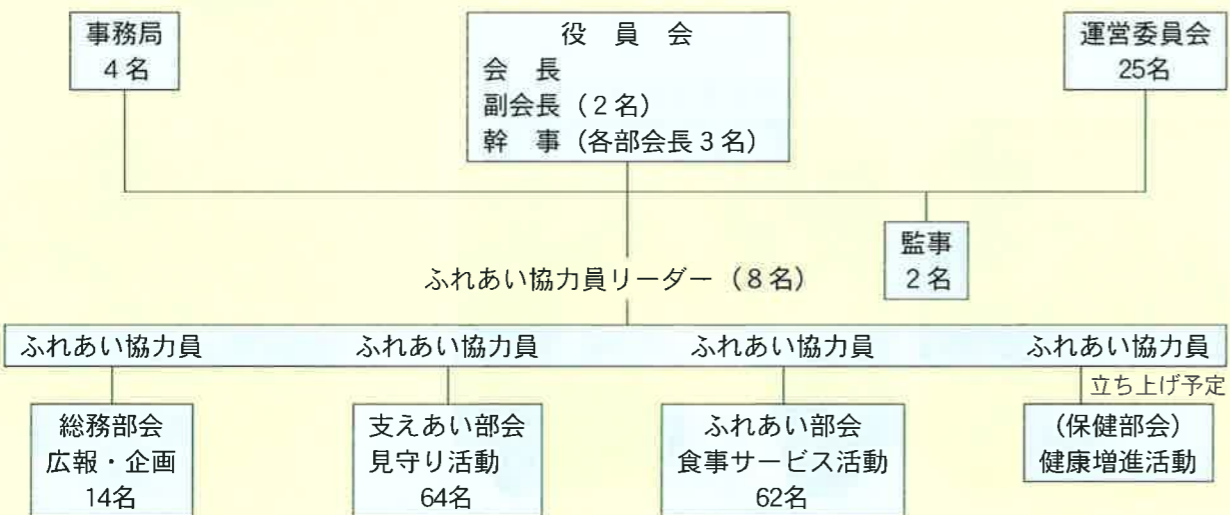 事務局
4名
役 員 会
会 長
副会長（2名）
幹 事（各部会長3名）
運営委員会
25名
監事
2名
ふれあい協力員リーダー（8名）
ふれあい協力員 ふれあい協力員 ふれあい協力員 ふれあい協力員
立ち上げ予定
総務部会
広報・企画
14名
支えあい部会
見守り活動
64名
ふれあい部会
食事サービス活動
62名
（保健部会）
健康増進活動